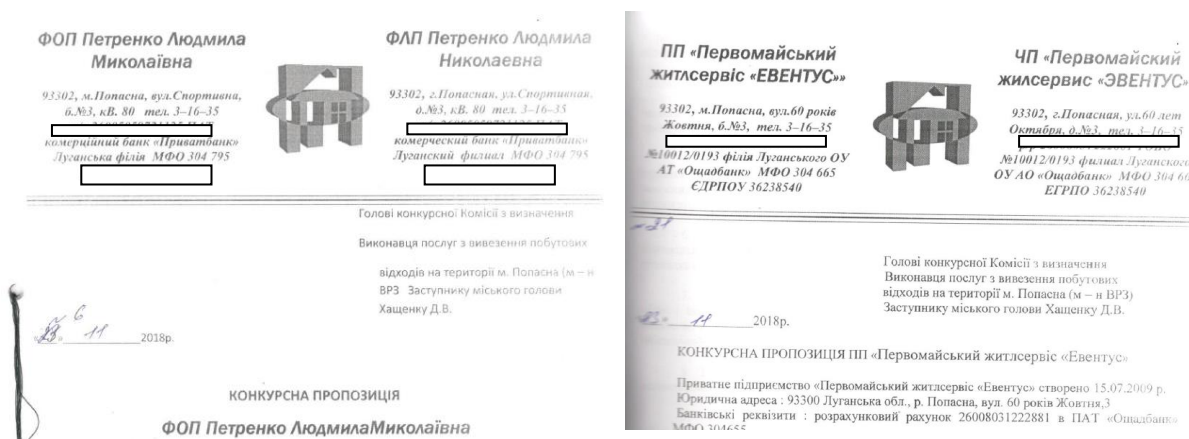 ФОП Петренко Людмила
Миколаївна
93302, м.Попасна, вул.Спортивна,
б.№3, кВ. 80 тел. 3–16–35
комерційний банк «Приватбанк»
Луганська філія МФО 304 795
ФЛП Петренко Людмила
Николаевна
93302, г.Попасная, ул.Спортивная,
д.№3, кВ. 80 тел. 3–16–35
комерческий банк «Приватбанк»
Луганский филиал МФО 304 795
Голові конкурсної Комісії з визначення
Виконавця послуг з вивезення побутових
відходів на території м. Попасна (м – н
ВРЗ Заступнику міського голови
Хащенку Д.В.
11 2018р.
КОНКУРСНА ПРОПОЗИЦІЯ
ФОП Петренко ЛюдмилаМиколаївна
ПП «Первомайський
житлсервіс «ЕВЕНТУС»»
93302, м.Попасна, вул.60 років
Жовтня, б.№3, тел. 3–16–35
№10012/0193 філія Луганського ОУ
АТ «Ощадбанк» МФО 304 665
ЄДРПОУ 36238540
ЧП «Первомайский
жилсервис «ЭВЕНТУС»
93302, г.Попасная, ул.60 лет
Октября, д.№3, тел. 3–16–35
№10012/0193 филиал Луганского
ОУ АО «Ощадбанк» МФО 304 66
ЕГРПО 36238540
Голові конкурсної Комісії з визначення
Виконавця послуг з вивезення побутових
відходів на території м. Попасна (м – н ВРЗ)
Заступнику міського голови Хащенку Д.В.
«23» 11 2018р.
КОНКУРСНА ПРОПОЗИЦІЯ ПП «Первомайський житлсервіс «Евентус»
Приватне підприємство «Первомайський житлсервіс «Евентус» створено 15.07.2009 р.
Юридична адреса : 93300 Луганська обл., р. Попасна, вул. 60 років Жовтня,3
Банківські реквізити : розрахунковий рахунок 26008031222881 в ПАТ «Ощадбанк»
МФО 304655